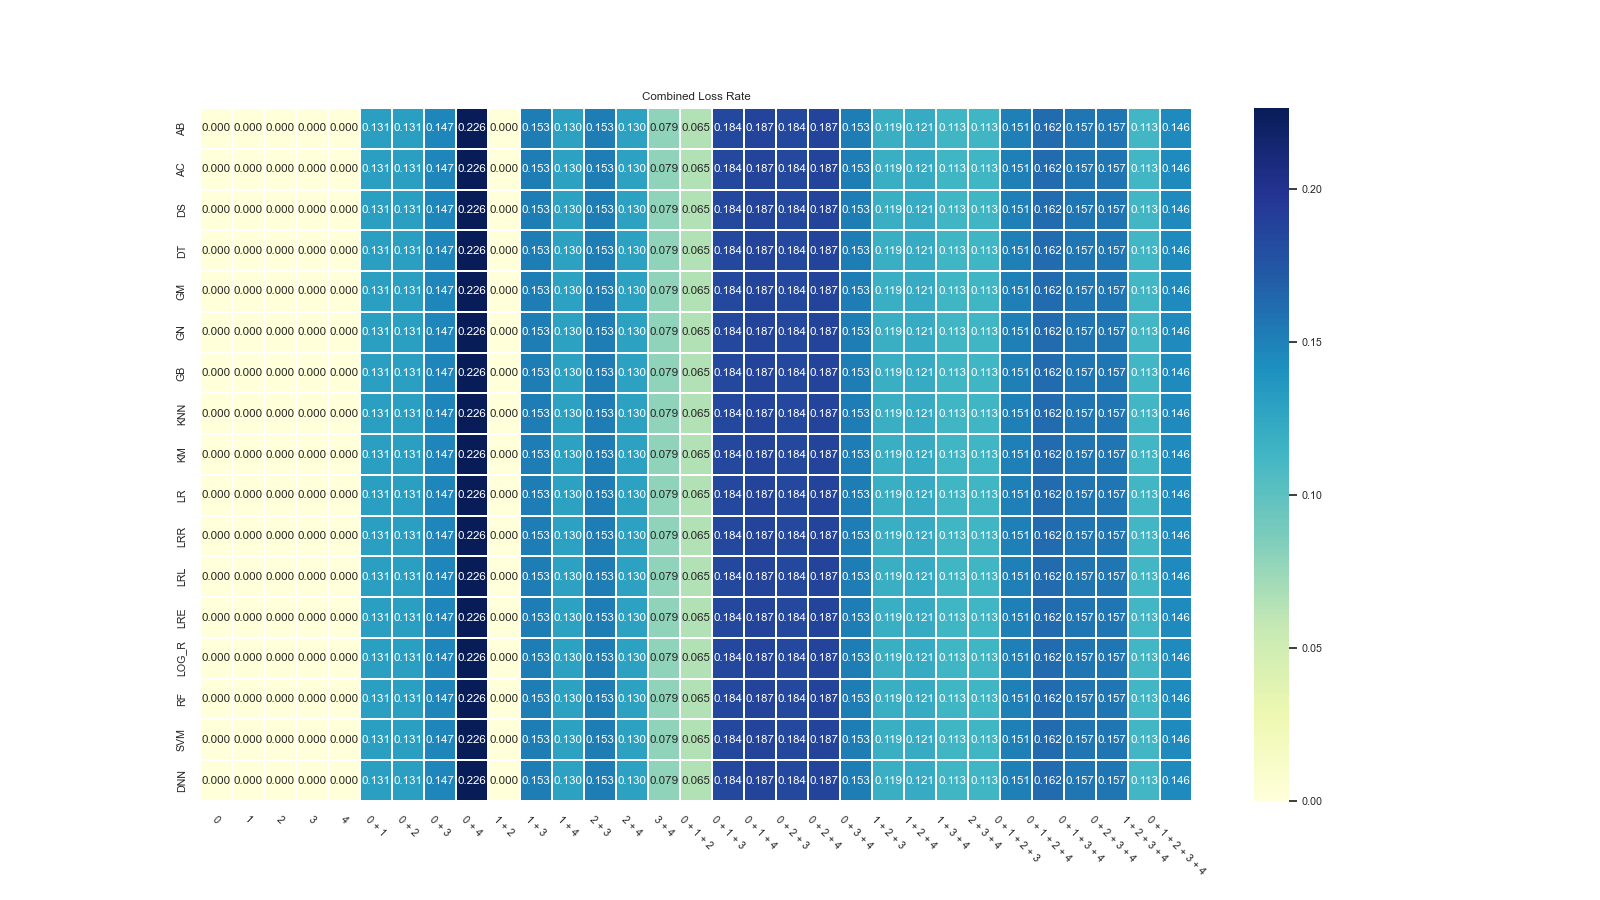 Combined Loss Rate
AB 0.000 0.000 0.000 0.000 0.000 0.131 0.131 0.147 0.226 0.000 0.153 0.130 0.153 0.130 0.079 0.065 0.184 0.187 0.184 0.187 0.153 0.119 0.121 0.113 0.113 0.151 0.162 0.157 0.157 0.113 0.146
AC 0.000 0.000 0.000 0.000 0.000 0.131 0.131 0.147 0.226 0.000 0.153 0.130 0.153 0.130 0.079 0.065 0.184 0.187 0.184 0.187 0.153 0.119 0.121 0.113 0.113 0.151 0.162 0.157 0.157 0.113 0.146
DS 0.000 0.000 0.000 0.000 0.000 0.131 0.131 0.147 0.226 0.000 0.153 0.130 0.153 0.130 0.079 0.065 0.184 0.187 0.184 0.187 0.153 0.119 0.121 0.113 0.113 0.151 0.162 0.157 0.157 0.113 0.146
DT 0.000 0.000 0.000 0.000 0.000 0.131 0.131 0.147 0.226 0.000 0.153 0.130 0.153 0.130 0.079 0.065 0.184 0.187 0.184 0.187 0.153 0.119 0.121 0.113 0.113 0.151 0.162 0.157 0.157 0.113 0.146
GM 0.000 0.000 0.000 0.000 0.000 0.131 0.131 0.147 0.226 0.000 0.153 0.130 0.153 0.130 0.079 0.065 0.184 0.187 0.184 0.187 0.153 0.119 0.121 0.113 0.113 0.151 0.162 0.157 0.157 0.113 0.146
GN 0.000 0.000 0.000 0.000 0.000 0.131 0.131 0.147 0.226 0.000 0.153 0.130 0.153 0.130 0.079 0.065 0.184 0.187 0.184 0.187 0.153 0.119 0.121 0.113 0.113 0.151 0.162 0.157 0.157 0.113 0.146
GB 0.000 0.000 0.000 0.000 0.000 0.131 0.131 0.147 0.226 0.000 0.153 0.130 0.153 0.130 0.079 0.065 0.184 0.187 0.184 0.187 0.153 0.119 0.121 0.113 0.113 0.151 0.162 0.157 0.157 0.113 0.146
KNN 0.000 0.000 0.000 0.000 0.000 0.131 0.131 0.147 0.226 0.000 0.153 0.130 0.153 0.130 0.079 0.065 0.184 0.187 0.184 0.187 0.153 0.119 0.121 0.113 0.113 0.151 0.162 0.157 0.157 0.113 0.146
KM 0.000 0.000 0.000 0.000 0.000 0.131 0.131 0.147 0.226 0.000 0.153 0.130 0.153 0.130 0.079 0.065 0.184 0.187 0.184 0.187 0.153 0.119 0.121 0.113 0.113 0.151 0.162 0.157 0.157 0.113 0.146
LR 0.000 0.000 0.000 0.000 0.000 0.131 0.131 0.147 0.226 0.000 0.153 0.130 0.153 0.130 0.079 0.065 0.184 0.187 0.184 0.187 0.153 0.119 0.121 0.113 0.113 0.151 0.162 0.157 0.157 0.113 0.146
LRR 0.000 0.000 0.000 0.000 0.000 0.131 0.131 0.147 0.226 0.000 0.153 0.130 0.153 0.130 0.079 0.065 0.184 0.187 0.184 0.187 0.153 0.119 0.121 0.113 0.113 0.151 0.162 0.157 0.157 0.113 0.146
LRL 0.000 0.000 0.000 0.000 0.000 0.131 0.131 0.147 0.226 0.000 0.153 0.130 0.153 0.130 0.079 0.065 0.184 0.187 0.184 0.187 0.153 0.119 0.121 0.113 0.113 0.151 0.162 0.157 0.157 0.113 0.146
LRE 0.000 0.000 0.000 0.000 0.000 0.131 0.131 0.147 0.226 0.000 0.153 0.130 0.153 0.130 0.079 0.065 0.184 0.187 0.184 0.187 0.153 0.119 0.121 0.113 0.113 0.151 0.162 0.157 0.157 0.113 0.146
LOG_R 0.000 0.000 0.000 0.000 0.000 0.131 0.131 0.147 0.226 0.000 0.153 0.130 0.153 0.130 0.079 0.065 0.184 0.187 0.184 0.187 0.153 0.119 0.121 0.113 0.113 0.151 0.162 0.157 0.157 0.113 0.146
RF 0.000 0.000 0.000 0.000 0.000 0.131 0.131 0.147 0.226 0.000 0.153 0.130 0.153 0.130 0.079 0.065 0.184 0.187 0.184 0.187 0.153 0.119 0.121 0.113 0.113 0.151 0.162 0.157 0.157 0.113 0.146
SVM 0.000 0.000 0.000 0.000 0.000 0.131 0.131 0.147 0.226 0.000 0.153 0.130 0.153 0.130 0.079 0.065 0.184 0.187 0.184 0.187 0.153 0.119 0.121 0.113 0.113 0.151 0.162 0.157 0.157 0.113 0.146
DNN 0.000 0.000 0.000 0.000 0.000 0.131 0.131 0.147 0.226 0.000 0.153 0.130 0.153 0.130 0.079 0.065 0.184 0.187 0.184 0.187 0.153 0.119 0.121 0.113 0.113 0.151 0.162 0.157 0.157 0.113 0.146
0
1
2
3
4
0 + 1
0 + 2
0 + 3
0 + 4
1 + 2
1 + 3
1 + 4
2 + 3
2 + 4
3 + 4
0 + 1 + 2
0 + 1 + 3
0 + 1 + 4
0 + 2 + 3
0 + 2 + 4
0 + 3 + 4
1 + 2 + 3
1 + 2 + 4
1 + 3 + 4
2 + 3 + 4
0 + 1 + 2 + 3
0 + 1 + 2 + 4
0 + 1 + 3 + 4
0 + 2 + 3 + 4
1 + 2 + 3 + 4
0 + 1 + 2 + 3 + 4
0.20
0.15
0.10
0.05
0.00